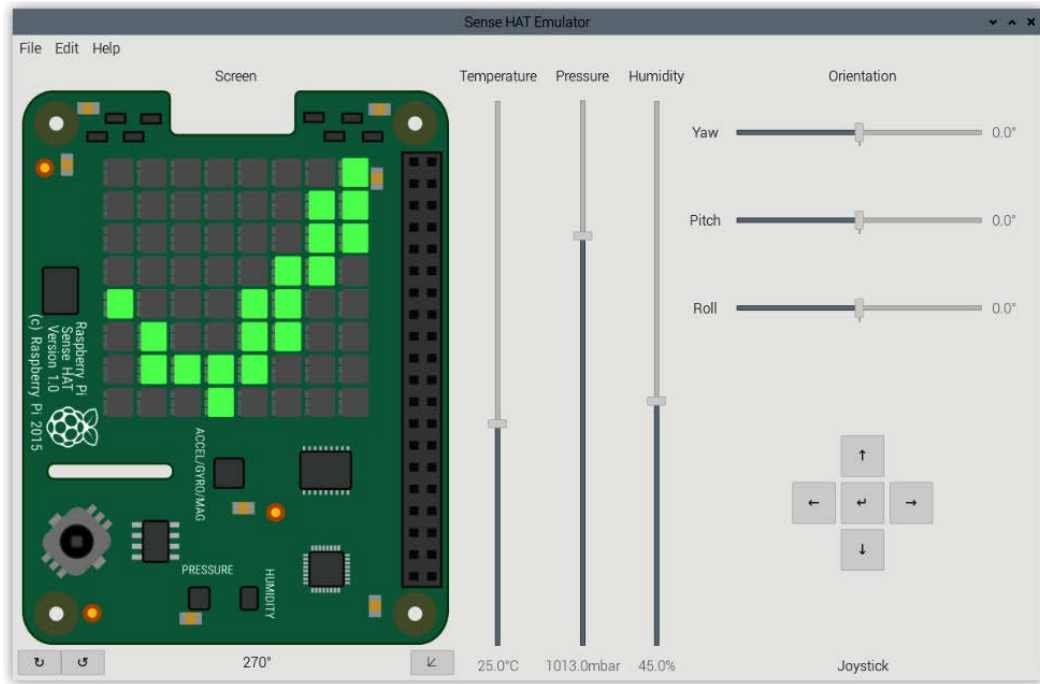 Sense HAT Emulator
File Edit Help
Screen
Temperature Pressure Humidity
Orientation
Yaw 0.0°
Pitch 0.0°
Roll 0.0°
Raspberry Pi
Sense HAT
Version 1.0
(c) Raspberry Pi 2015
ACCEL/GYRO/MAG
PRESSURE
HUMIDITY
↑
← ↵ →
↓
↻ ↺ 270°
25.0°C 1013.0mbar 45.0%
Joystick